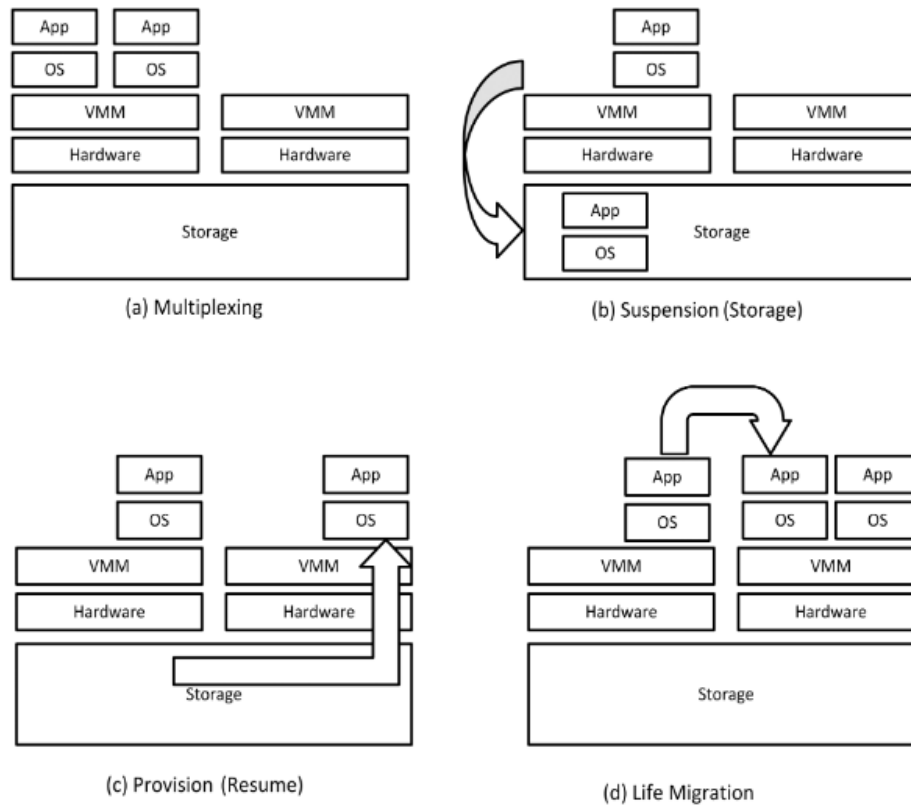 App App
OS OS
VMM VMM
Hardware Hardware
Storage
(a) Multiplexing
App
OS
VMM VMM
Hardware Hardware
App
Storage
OS
(b) Suspension (Storage)
App App
OS OS
VMM VMM
Hardware Hardware
Storage
(c) Provision (Resume)
App App App
OS OS OS
VMM VMM
Hardware Hardware
Storage
(d) Life Migration